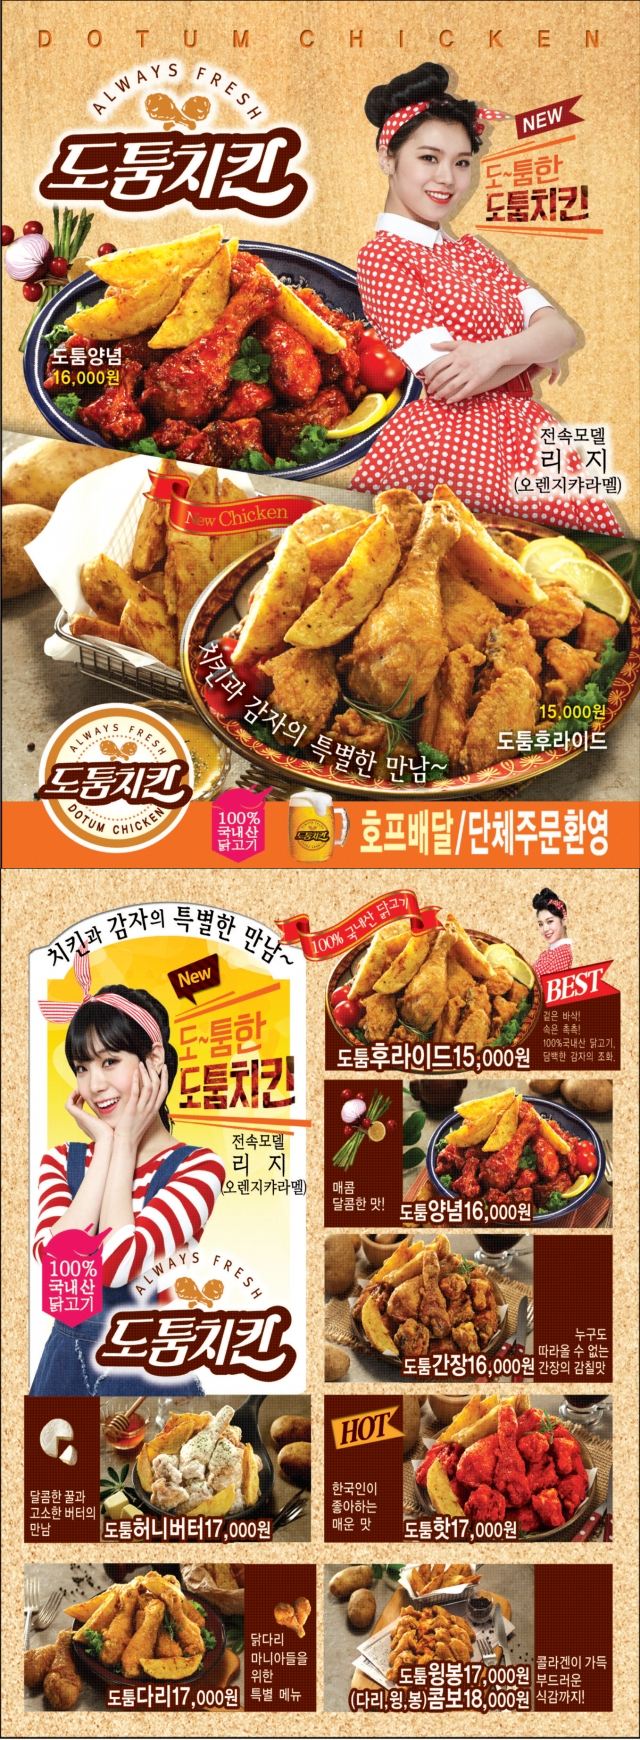 DOTUM CHICKEN
ALWAYS FRESH
도툼치킨
NEW
도~툼한
도툼치킨
도툼양념
16,000원
전속모델
리 지
(오렌지캬라멜)
New Chicken
치킨과 감자의 특별한 만남~
15,000원
도툼후라이드
ALWAYS FRESH
도툼치킨
DOTUM CHICKEN
100%
국내산
닭고기
도툼치킨
호프배달/단체주문환영
치킨과 감자의 특별한 만남~
New
도~툼한
도툼치킨
전속모델
리 지
(오렌지캬라멜)
100%
국내산
닭고기
ALWAYS FRESH
도툼치킨
100% 국내산 닭고기
BEST
겉은 바삭!
속은 촉촉!
100%국내산 닭고기,
담백한 감자의 조화.
도툼후라이드15,000원
매콤
달콤한 맛!
도툼양념16,000원
누구도
따라올 수 없는
간장의 감칠맛
도툼간장16,000원
달콤한 꿀과
고소한 버터의
만남
도툼허니버터17,000원
HOT
한국인이
좋아하는
매운 맛
도툼핫17,000원
닭다리
마니아들을
위한
특별 메뉴
도툼다리17,000원
도툼윙봉17,000원
(다리,윙,봉)콤보18,000원
콜라겐이 가득
부드러운
식감까지!